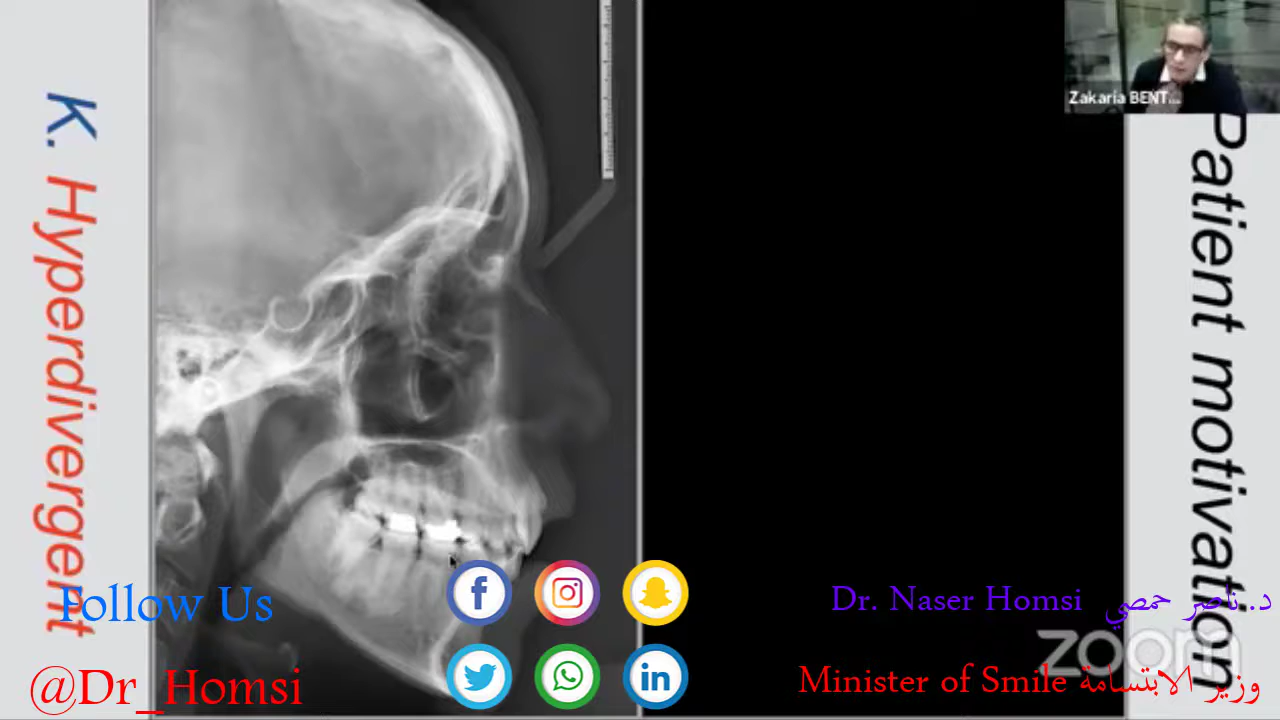 K. Hyperdivergent
Zakaria BENT...
Patient motivation
Follow Us
@Dr_Homsi
Dr. Naser Homsi د. ناصر حمصي
zoom
Minister of Smile وزير الابتسامة